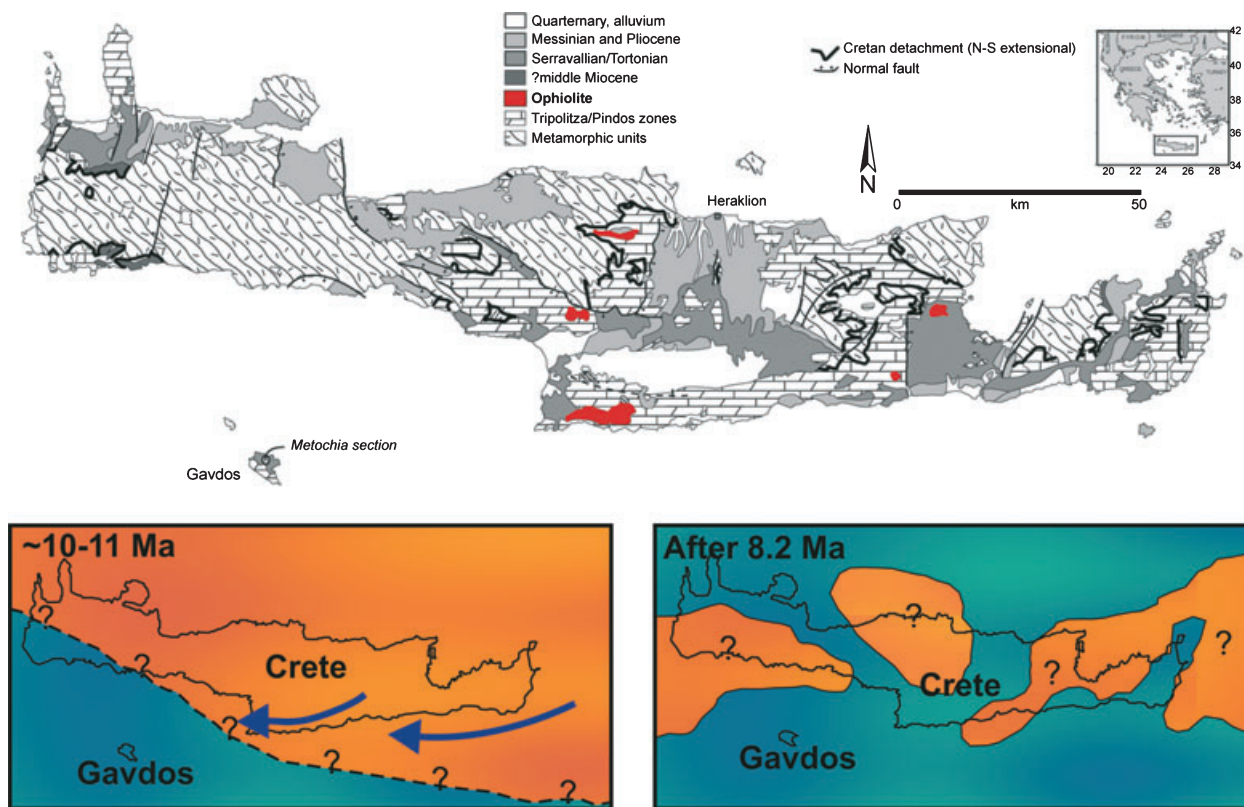 Quarternary, alluvium
Messinian and Pliocene
Serravallian/Tortonian
?middle Miocene
Ophiolite
Tripolitza/Pindos zones
Metamorphic units
Cretan detachment (N-S extensional)
Normal fault
N
0
km
50
42
40
38
36
34
20
22
24
26
28
GREECE
TURKEY
Heraklion
Metochia section
Gavdos
~10-11 Ma
?
?
?
?
?
?
Crete
Gavdos
After 8.2 Ma
?
?
?
?
Crete
Gavdos